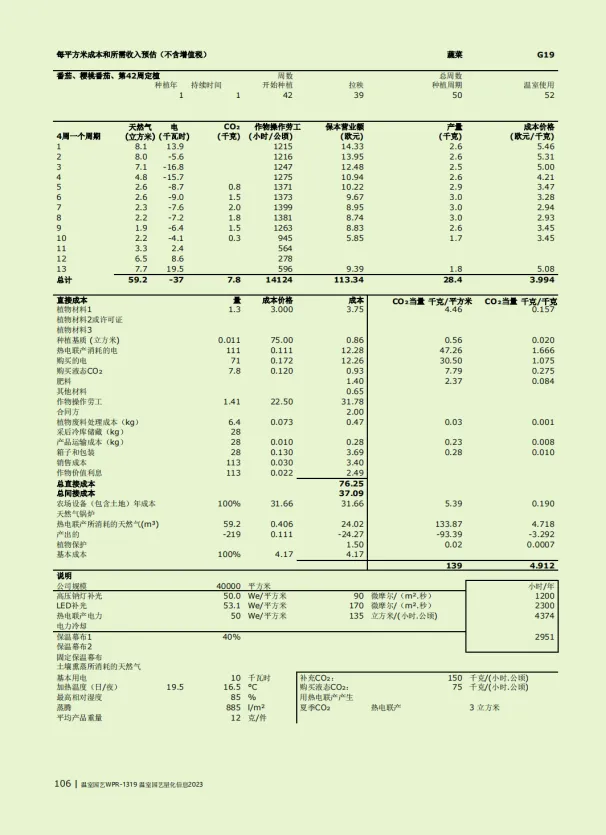 每平方米成本和所需收入预估（不含增值税） 蔬菜 G19
番茄、樱桃番茄、第42周定植 周数 总周数
种植年 持续时间 开始种植 拉秧 种植周期 温室使用
1 1 42 39 50 52
天然气 电 CO₂ 作物操作劳工 保本营业额 产量 成本价格
4周一个周期 (立方米) (千瓦时) (千克) (小时/公顷) (欧元) (千克) (欧元/千克)
1 8.1 13.9 1215 14.33 2.6 5.46
2 8.0 -5.6 1216 13.95 2.6 5.31
3 7.1 -16.8 1247 12.48 2.5 5.00
4 4.8 -15.7 1275 10.94 2.6 4.21
5 2.6 -8.7 0.8 1371 10.22 2.9 3.47
6 2.6 -9.0 1.5 1373 9.67 3.0 3.28
7 2.3 -7.6 2.0 1399 8.95 3.0 2.94
8 2.2 -7.2 1.8 1381 8.74 3.0 2.93
9 1.9 -6.4 1.5 1263 8.83 2.6 3.45
10 2.2 -4.1 0.3 945 5.85 1.7 3.45
11 3.3 2.4 564
12 6.5 8.6 278
13 7.7 19.5 596 9.39 1.8 5.08
总计 59.2 -37 7.8 14124 113.34 28.4 3.994
直接成本 量 成本价格 成本 CO₂当量 千克/平方米 CO₂当量 千克/千克
植物材料1 1.3 3.000 3.75 4.46 0.157
植物材料2或许可证
植物材料3
种植基质 (立方米) 0.011 75.00 0.86 0.56 0.020
热电联产消耗的电 111 0.111 12.28 47.26 1.666
购买的电 71 0.172 12.26 30.50 1.075
购买液态CO₂ 7.8 0.120 0.93 7.79 0.275
肥料 1.40 2.37 0.084
其他材料 0.65
作物操作劳工 1.41 22.50 31.78
合同方 2.00
植物废料处理成本（kg） 6.4 0.073 0.47 0.03 0.001
采后冷库储藏（kg） 28
产品运输成本（kg） 28 0.010 0.28 0.23 0.008
箱子和包装 28 0.130 3.69 0.28 0.010
销售成本 113 0.030 3.40
作物价值利息 113 0.022 2.49
总直接成本 76.25
总间接成本 37.09
农场设备（包含土地）年成本 100% 31.66 31.66 5.39 0.190
天然气锅炉
热电联产所消耗的天然气(m³) 59.2 0.406 24.02 133.87 4.718
产出的 -219 0.111 -24.27 -93.39 -3.292
植物保护 1.50 0.02 0.0007
基本成本 100% 4.17 4.17
139 4.912
说明
公司规模 40000 平方米 小时/年
高压钠灯补光 50.0 We/平方米 90 微摩尔/（m².秒） 1200
LED补光 53.1 We/平方米 170 微摩尔/（m².秒） 2300
热电联产电力 50 We/平方米 135 立方米/(小时.公顷) 4374
电力冷却
保温幕布1 40% 2951
保温幕布2
固定保温幕布
土壤熏蒸所消耗的天然气
基本用电 10 千瓦时 补充CO₂： 150 千克/(小时.公顷)
加热温度（日/夜） 19.5 16.5 °C 购买液态CO₂： 75 千克/(小时.公顷)
最高相对湿度 85 % 用热电联产产生
蒸腾 885 l/m² 夏季CO₂ 热电联产 3 立方米
平均产品重量 12 克/件
106 | 温室园艺WPR-1319 温室园艺量化信息2023